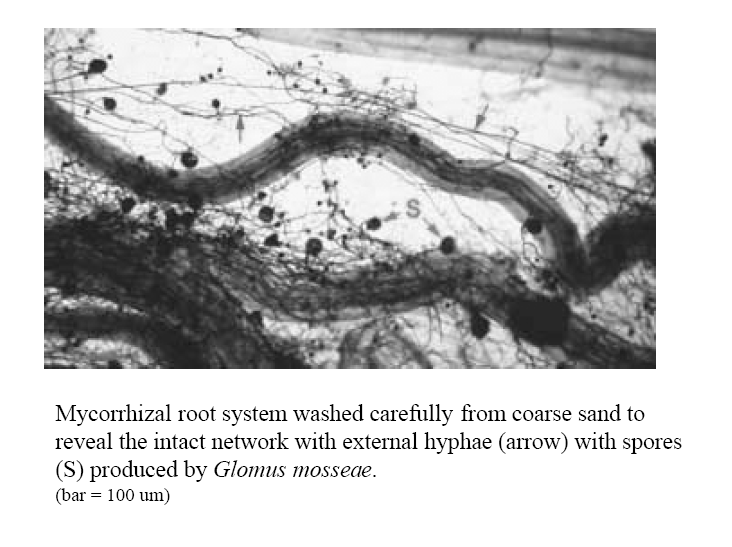 S
Mycorrhizal root system washed carefully from coarse sand to
reveal the intact network with external hyphae (arrow) with spores
(S) produced by Glomus mosseae.
(bar = 100 um)